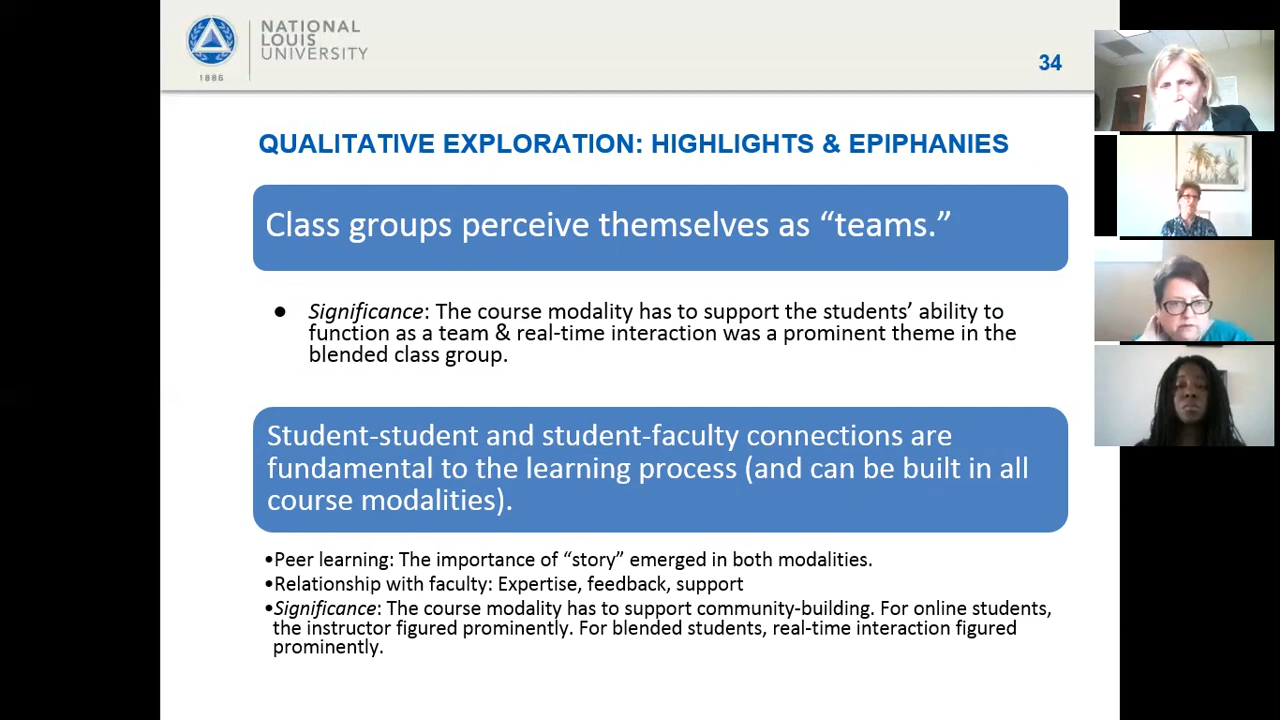 NATIONAL
LOUIS
UNIVERSITY
1886
34
QUALITATIVE EXPLORATION: HIGHLIGHTS & EPIPHANIES
Class groups perceive themselves as “teams.”
● Significance: The course modality has to support the students’ ability to
function as a team & real-time interaction was a prominent theme in the
blended class group.
Student-student and student-faculty connections are
fundamental to the learning process (and can be built in all
course modalities).
•Peer learning: The importance of “story” emerged in both modalities.
•Relationship with faculty: Expertise, feedback, support
•Significance: The course modality has to support community-building. For online students,
the instructor figured prominently. For blended students, real-time interaction figured
prominently.